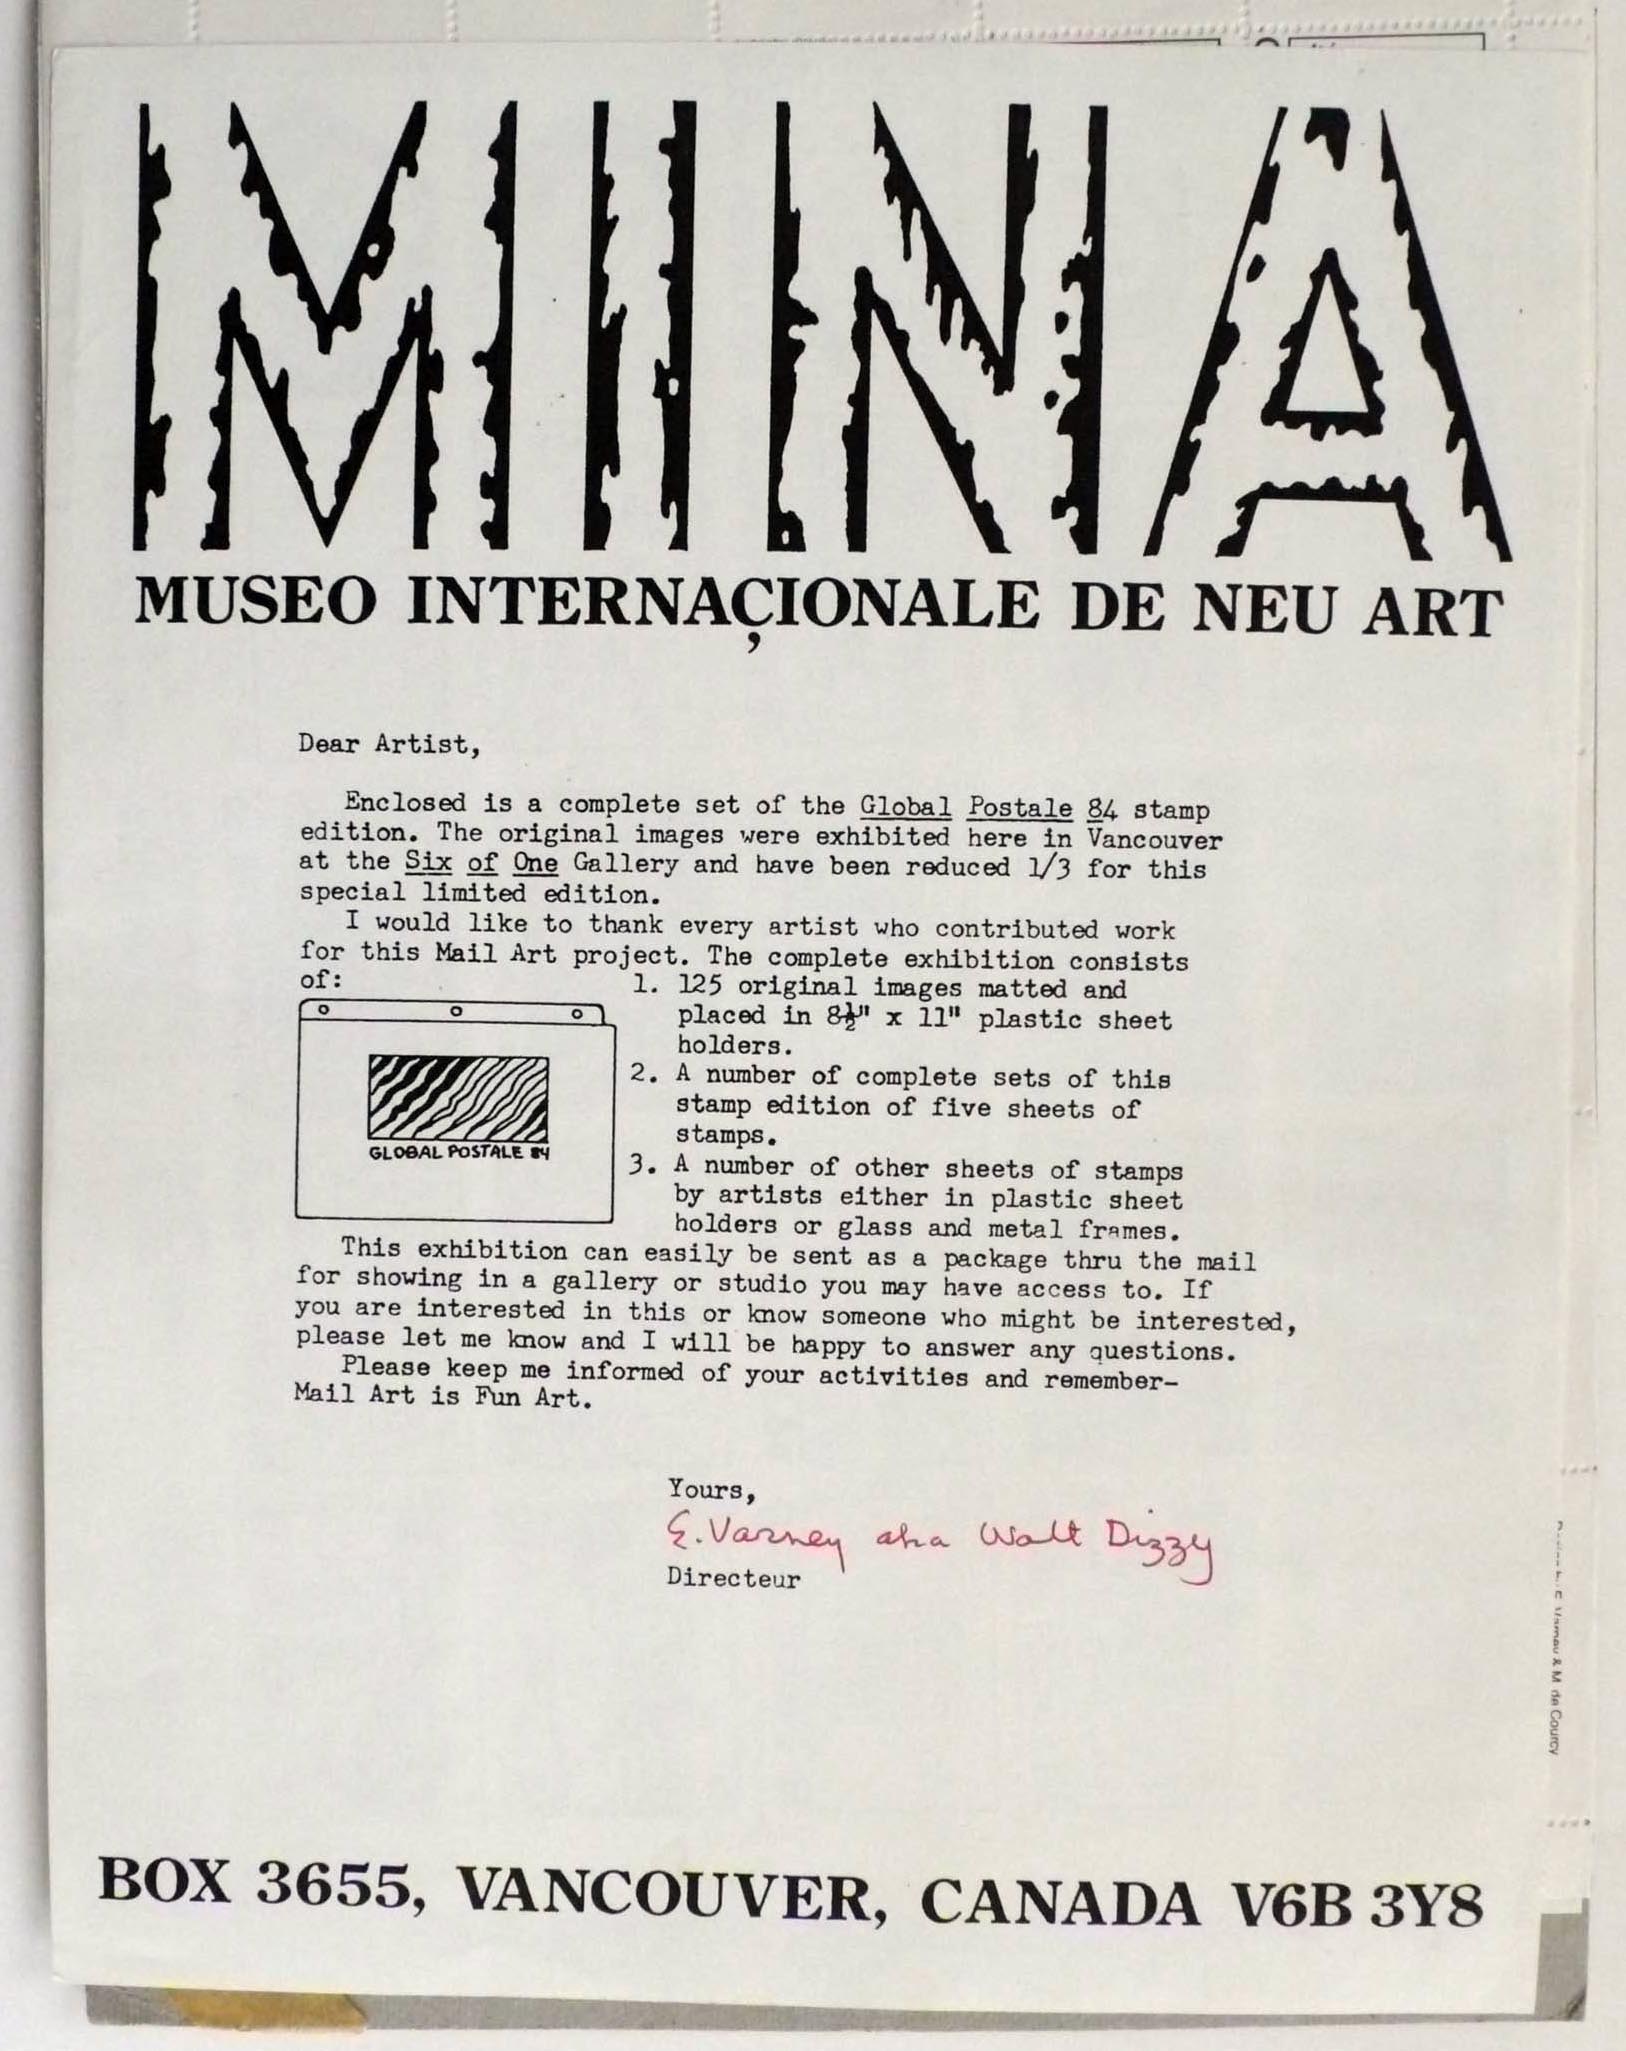 MINA
MUSEO INTERNAÇIONALE DE NEU ART
Dear Artist,
Enclosed is a complete set of the Global Postale 84 stamp
edition. The original images were exhibited here in Vancouver
at the Six of One Gallery and have been reduced 1/3 for this
special limited edition.
I would like to thank every artist who contributed work
for this Mail Art project. The complete exhibition consists
of:
1. 125 original images matted and
placed in 8½" x 11" plastic sheet
holders.
2. A number of complete sets of this
stamp edition of five sheets of
stamps.
3. A number of other sheets of stamps
by artists either in plastic sheet
holders or glass and metal frames.
GLOBAL POSTALE 84
This exhibition can easily be sent as a package thru the mail
for showing in a gallery or studio you may have access to. If
you are interested in this or know someone who might be interested,
please let me know and I will be happy to answer any questions.
Please keep me informed of your activities and remember-
Mail Art is Fun Art.
Yours,
E. Varney aka Walt Dizzy
Directeur
E. Varney & M. de Courcy
BOX 3655, VANCOUVER, CANADA V6B 3Y8